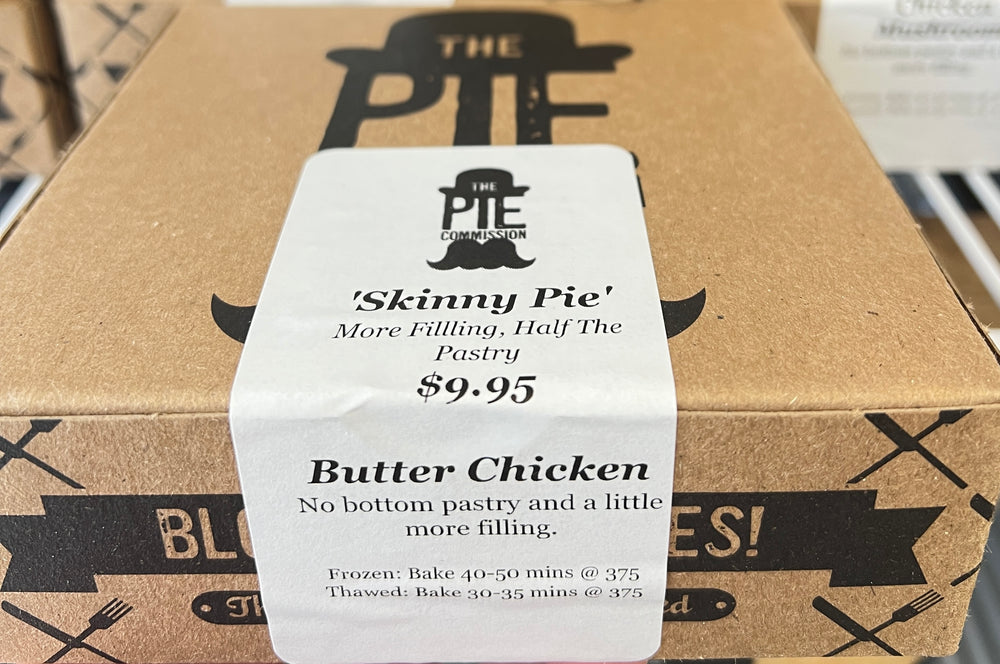 Chicken
Mushroom
THE
PIE
THE
PIE
COMMISSION
'Skinny Pie'
More Fillling, Half The
Pastry
$9.95
Butter Chicken
No bottom pastry and a little
more filling.
Frozen: Bake 40-50 mins @ 375
Thawed: Bake 30-35 mins @ 375
BLO
ES!
Th
ed